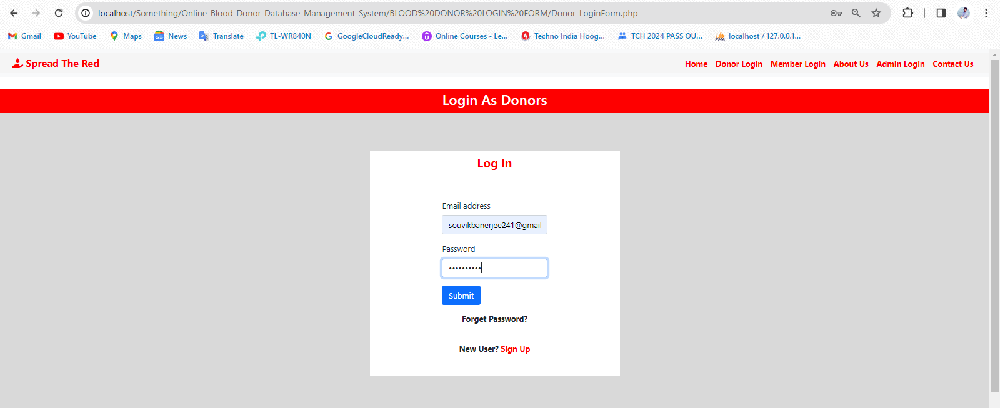 localhost/Something/Online-Blood-Donor-Database-Management-System/BLOOD%20DONOR%20LOGIN%20FORM/Donor_LoginForm.php
Gmail YouTube Maps News Translate TL-WR840N GoogleCloudReady... Online Courses - Le... Techno India Hoog... TCH 2024 PASS OU... PMA localhost / 127.0.0.1...
Spread The Red Home Donor Login Member Login About Us Admin Login Contact Us
Login As Donors
Log in
Email address
souvikbanerjee241@gmai
Password
••••••••••
Submit
Forget Password?
New User? Sign Up